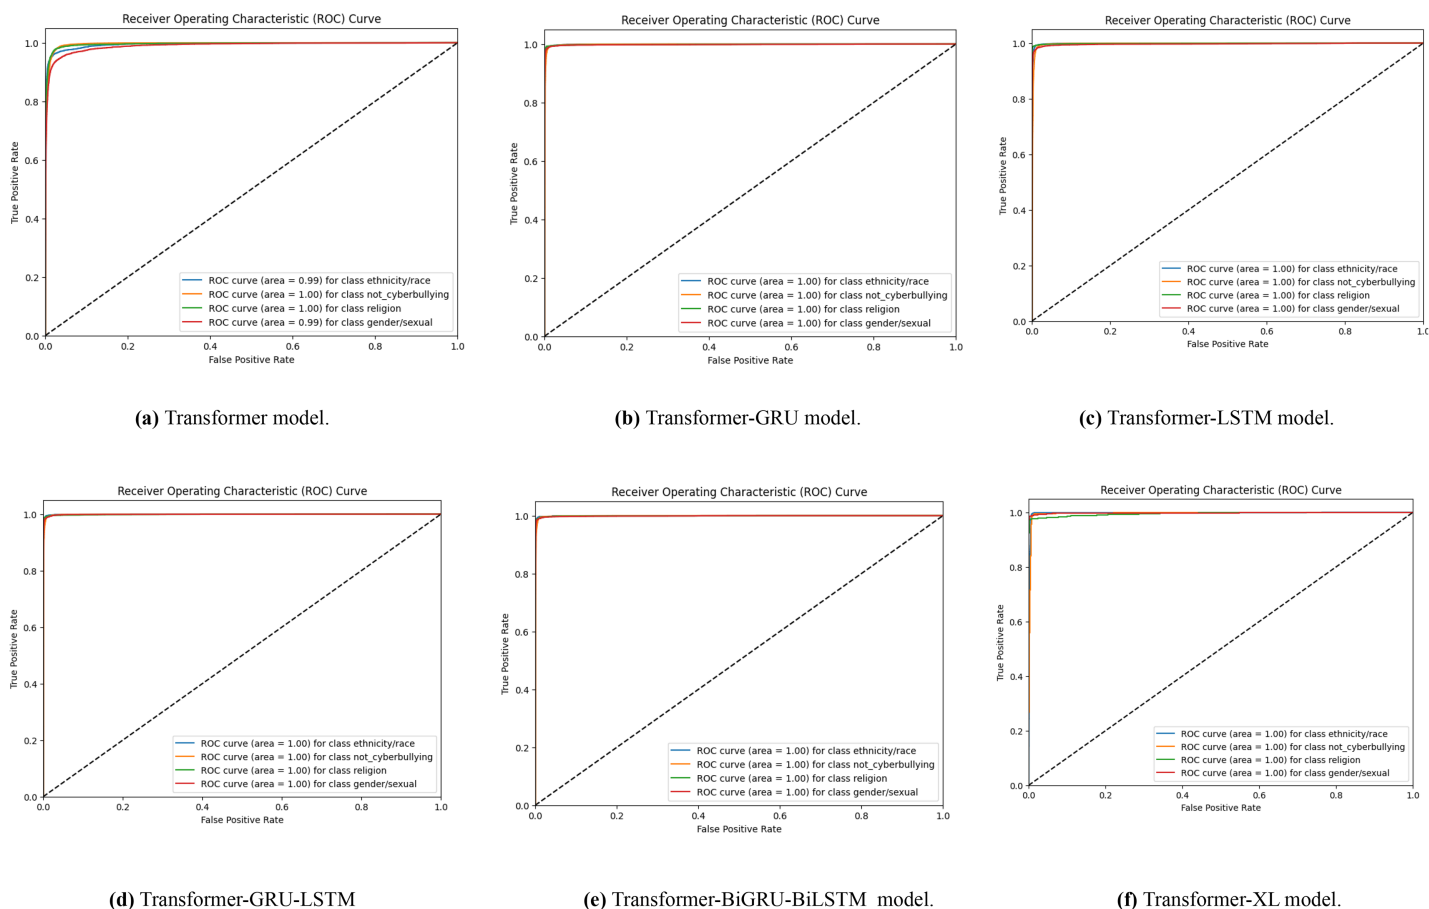 Receiver Operating Characteristic (ROC) Curve
1.0
0.8
0.6
0.4
0.2
0.0
True Positive Rate
ROC curve (area = 0.99) for class ethnicity/race
ROC curve (area = 1.00) for class not_cyberbullying
ROC curve (area = 1.00) for class religion
ROC curve (area = 0.99) for class gender/sexual
0.0 0.2 0.4 0.6 0.8 1.0
False Positive Rate
(a) Transformer model.
Receiver Operating Characteristic (ROC) Curve
1.0
0.8
0.6
0.4
0.2
0.0
True Positive Rate
ROC curve (area = 1.00) for class ethnicity/race
ROC curve (area = 1.00) for class not_cyberbullying
ROC curve (area = 1.00) for class religion
ROC curve (area = 1.00) for class gender/sexual
0.0 0.2 0.4 0.6 0.8 1.0
False Positive Rate
(b) Transformer-GRU model.
Receiver Operating Characteristic (ROC) Curve
1.0
0.8
0.6
0.4
0.2
0.0
True Positive Rate
ROC curve (area = 1.00) for class ethnicity/race
ROC curve (area = 1.00) for class not_cyberbullying
ROC curve (area = 1.00) for class religion
ROC curve (area = 1.00) for class gender/sexual
0.0 0.2 0.4 0.6 0.8 1.0
False Positive Rate
(c) Transformer-LSTM model.
Receiver Operating Characteristic (ROC) Curve
1.0
0.8
0.6
0.4
0.2
0.0
True Positive Rate
ROC curve (area = 1.00) for class ethnicity/race
ROC curve (area = 1.00) for class not_cyberbullying
ROC curve (area = 1.00) for class religion
ROC curve (area = 1.00) for class gender/sexual
0.0 0.2 0.4 0.6 0.8 1.0
False Positive Rate
(d) Transformer-GRU-LSTM
Receiver Operating Characteristic (ROC) Curve
1.0
0.8
0.6
0.4
0.2
0.0
True Positive Rate
ROC curve (area = 1.00) for class ethnicity/race
ROC curve (area = 1.00) for class not_cyberbullying
ROC curve (area = 1.00) for class religion
ROC curve (area = 1.00) for class gender/sexual
0.0 0.2 0.4 0.6 0.8 1.0
False Positive Rate
(e) Transformer-BiGRU-BiLSTM model.
Receiver Operating Characteristic (ROC) Curve
1.0
0.8
0.6
0.4
0.2
0.0
True Positive Rate
ROC curve (area = 1.00) for class ethnicity/race
ROC curve (area = 1.00) for class not_cyberbullying
ROC curve (area = 1.00) for class religion
ROC curve (area = 1.00) for class gender/sexual
0.0 0.2 0.4 0.6 0.8 1.0
False Positive Rate
(f) Transformer-XL model.